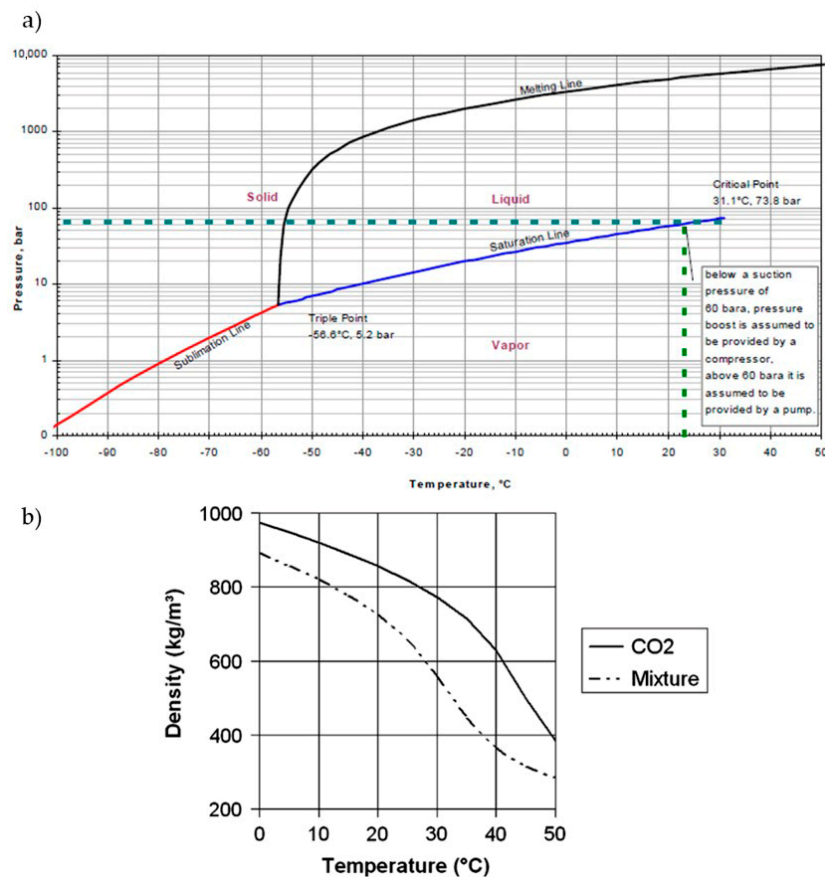 a)
10,000
1000
100
10
1
0
Pressure, bar
Melting Line
Solid
Liquid
Critical Point
31.1°C, 73.8 bar
Saturation Line
Triple Point
-56.6°C, 5.2 bar
Sublimation Line
Vapor
below a suction
pressure of
60 bara, pressure
boost is assumed to
be provided by a
compressor,
above 60 bara it is
assumed to be
provided by a pump.
-100 -90 -80 -70 -60 -50 -40 -30 -20 -10 0 10 20 30 40 50
Temperature, °C
b)
1000
800
600
400
200
Density (kg/m³)
0 10 20 30 40 50
Temperature (°C)
CO2
Mixture